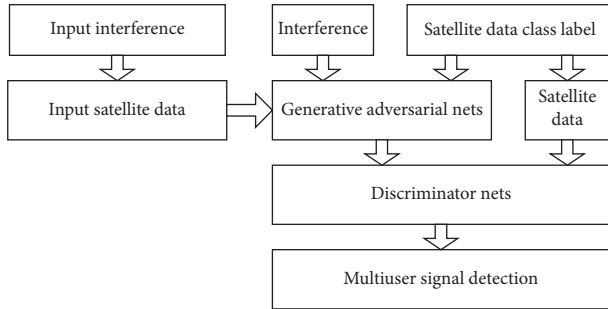 Input interference
Interference
Satellite data class label
Input satellite data
Generative adversarial nets
Satellite
data
Discriminator nets
Multiuser signal detection